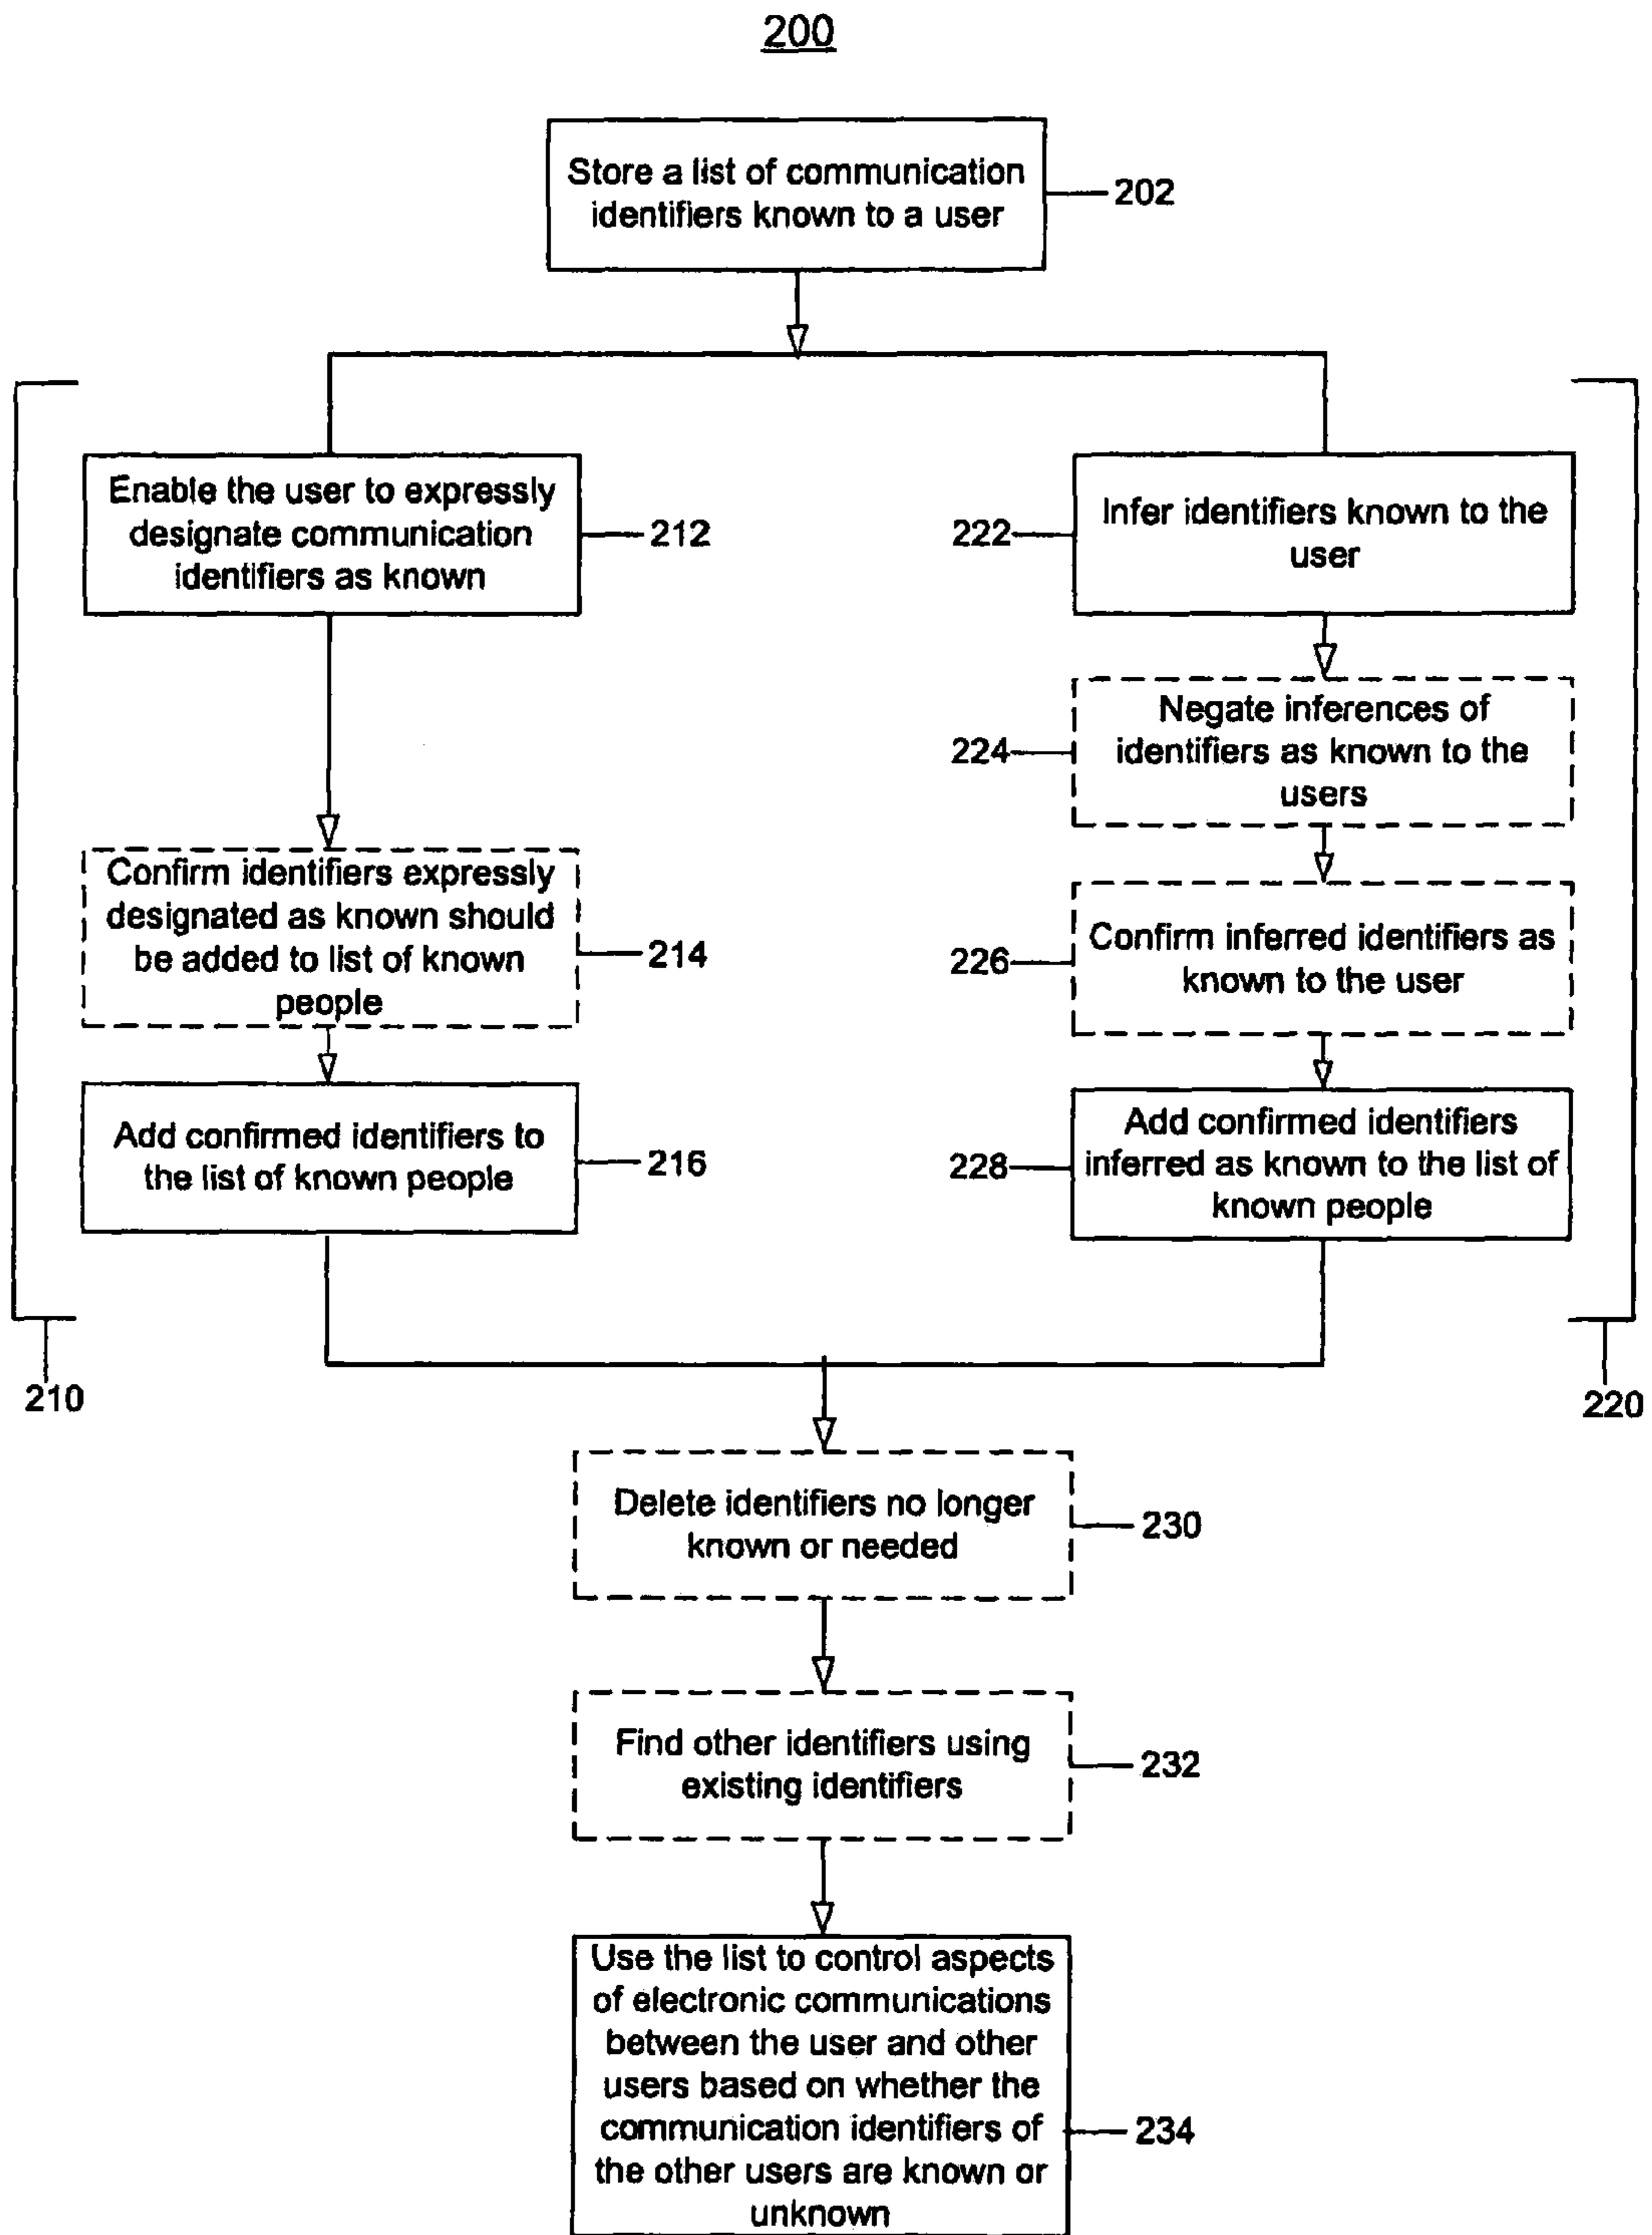 200
Store a list of communication
identifiers known to a user
202
Enable the user to expressly
designate communication
identifiers as known
212
222
Infer identifiers known to the
user
224
Negate inferences of
identifiers as known to the
users
Confirm identifiers expressly
designated as known should
be added to list of known
people
214
226
Confirm inferred identifiers as
known to the user
Add confirmed identifiers to
the list of known people
216
228
Add confirmed identifiers
inferred as known to the list of
known people
210
220
Delete identifiers no longer
known or needed
230
Find other identifiers using
existing identifiers
232
Use the list to control aspects
of electronic communications
between the user and other
users based on whether the
communication identifiers of
the other users are known or
unknown
234